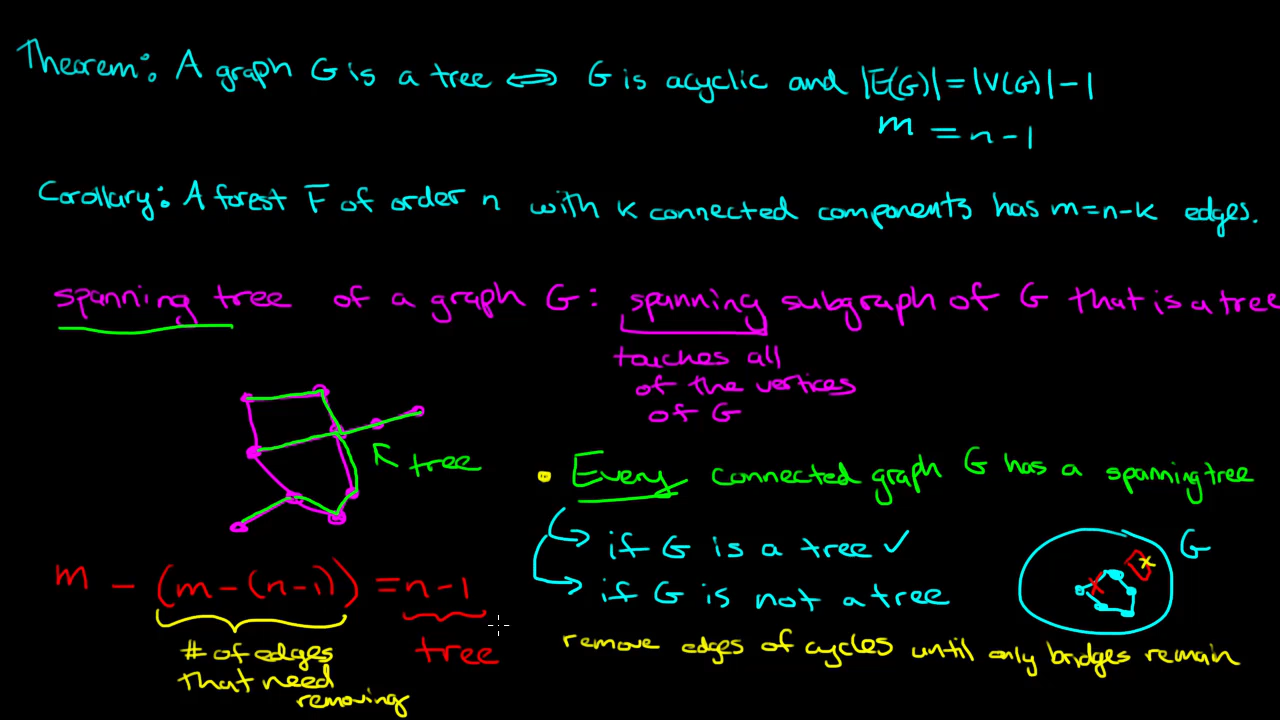 Theorem: A graph G is a tree ⟺ G is acyclic and |E(G)| = |V(G)| - 1
m = n - 1
Corollary: A forest F of order n with k connected components has m = n - k edges.
spanning tree of a graph G: spanning subgraph of G that is a tree
touches all
of the vertices
of G
← tree
• Every connected graph G has a spanning tree
if G is a tree ✓
G
if G is not a tree
x
x
m - (m - (n - 1)) = n - 1
remove edges of cycles until only bridges remain
# of edges
that need
removing
tree